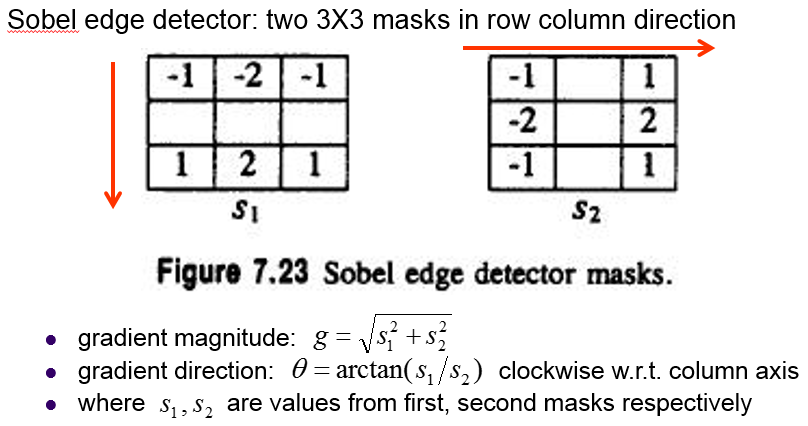 Sobel edge detector: two 3X3 masks in row column direction
-1 -2 -1
1 2 1
s1
-1 1
-2 2
-1 1
s2
Figure 7.23 Sobel edge detector masks.
• gradient magnitude: g = √(s₁² + s₂²)
• gradient direction: θ = arctan(s₁/s₂) clockwise w.r.t. column axis
• where s₁, s₂ are values from first, second masks respectively